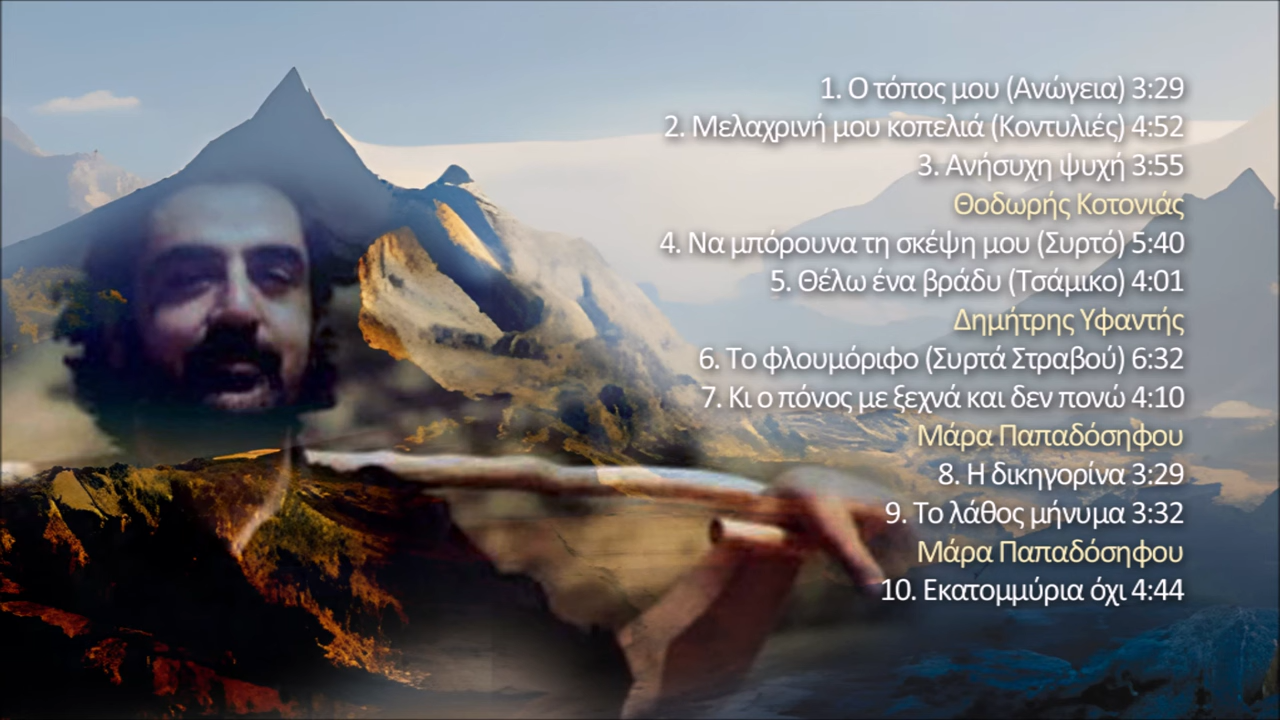 1. Ο τόπος μου (Ανώγεια) 3:29
2. Μελαχρινή μου κοπελιά (Κοντυλιές) 4:52
3. Ανήσυχη ψυχή 3:55
Θοδωρής Κοτονιάς
4. Να μπόρουνα τη σκέψη μου (Συρτό) 5:40
5. Θέλω ένα βράδυ (Τσάμικο) 4:01
Δημήτρης Υφαντής
6. Το φλουμόριφο (Συρτά Στραβού) 6:32
7. Κι ο πόνος με ξεχνά και δεν πονώ 4:10
Μάρα Παπαδόσηφου
8. Η δικηγορίνα 3:29
9. Το λάθος μήνυμα 3:32
Μάρα Παπαδόσηφου
10. Εκατομμύρια όχι 4:44